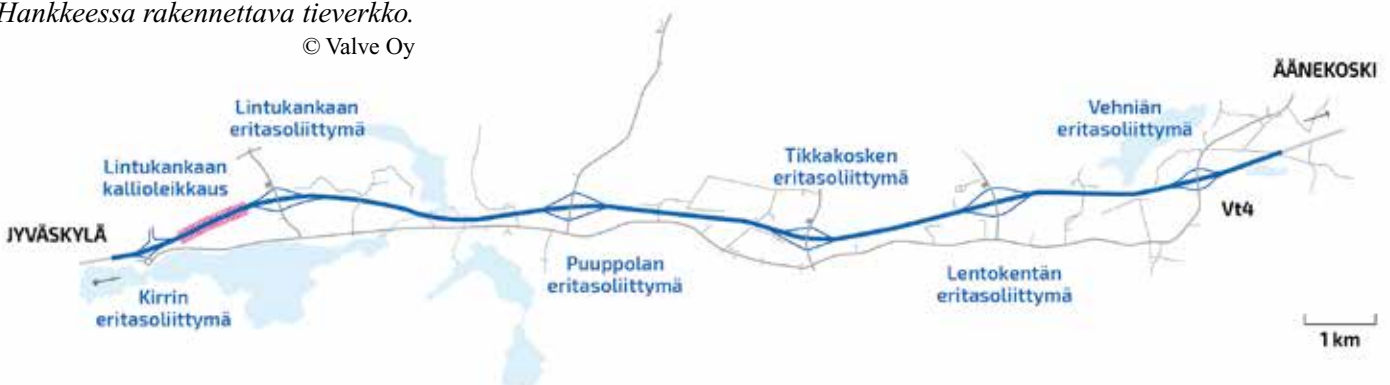 Hankkeessa rakennettava tieverkko.
© Valve Oy
ÄÄNEKOSKI
Lintukankaan
eritasoliittymä
Vehniän
eritasoliittymä
Lintukankaan
kallioleikkaus
Tikkakosken
eritasoliittymä
JYVÄSKYLÄ
Vt4
Puuppolan
eritasoliittymä
Lentokentän
eritasoliittymä
Kirrin
eritasoliittymä
1 km